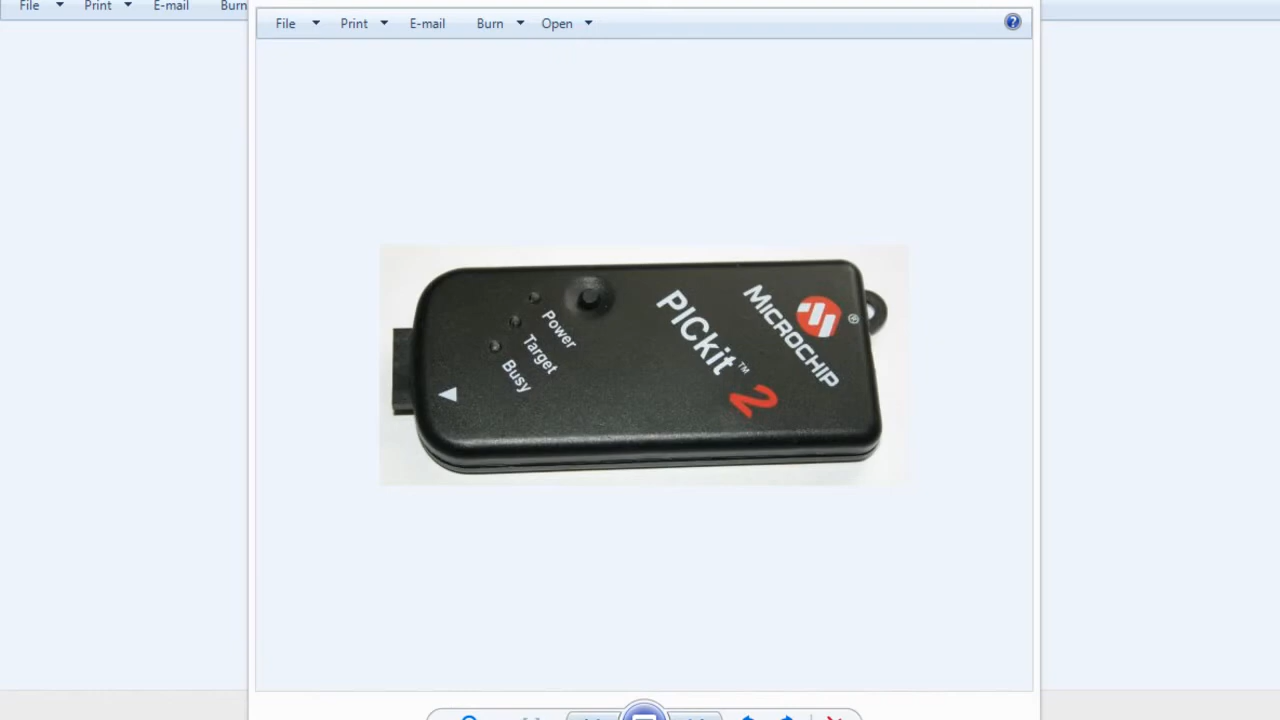 File Print E-mail Burn
File Print E-mail Burn Open
MICROCHIP ®
PICkit™ 2
Power
Target
Busy